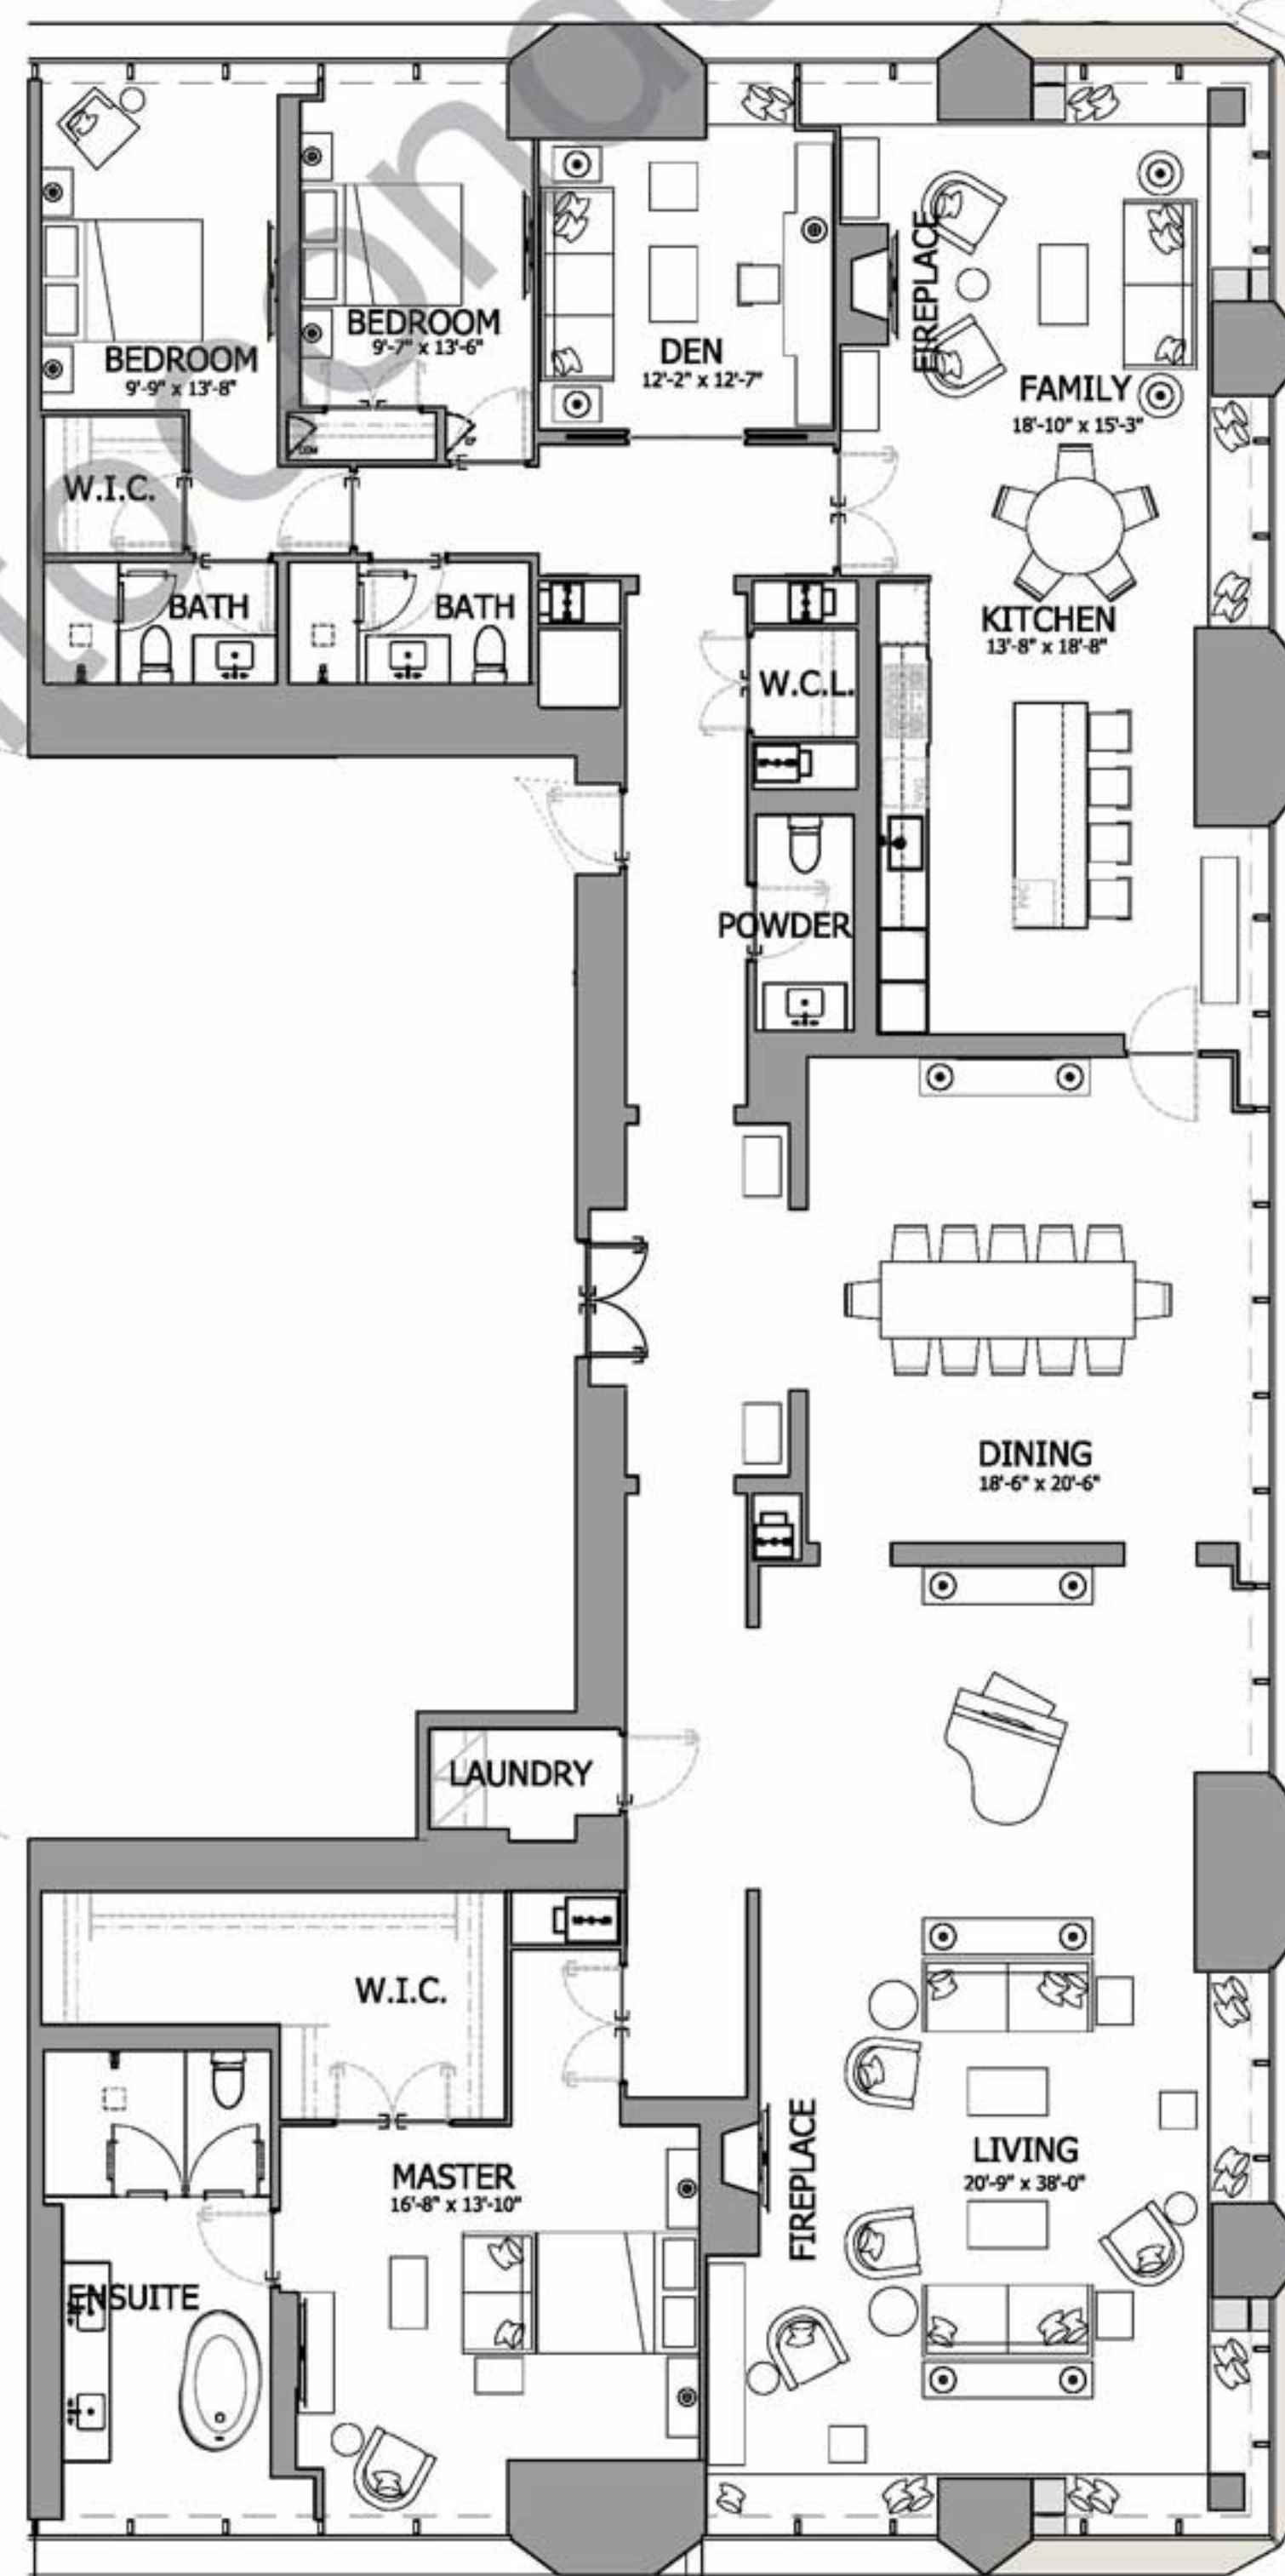 BEDROOM
9'-9" x 13'-8"
BEDROOM
9'-7" x 13'-6"
DEN
12'-2" x 12'-7"
FIREPLACE
FAMILY
18'-10" x 15'-3"
W.I.C.
BATH
BATH
W.C.L.
KITCHEN
13'-8" x 18'-8"
POWDER
DINING
18'-6" x 20'-6"
LAUNDRY
W.I.C.
MASTER
16'-8" x 13'-10"
ENSUITE
FIREPLACE
LIVING
20'-9" x 38'-0"